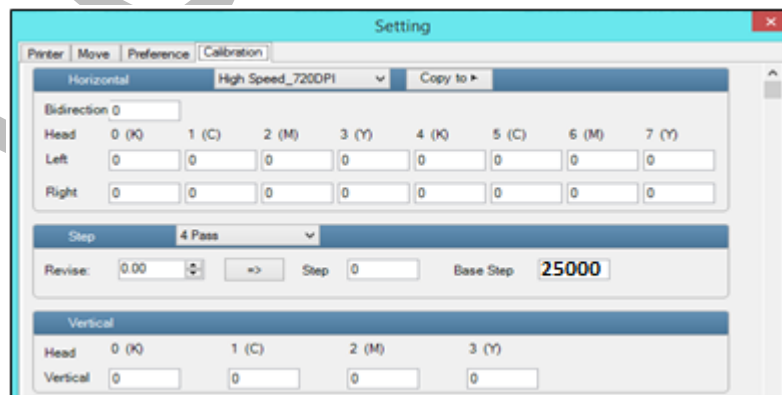 Setting
Printer Move Preference Calibration
Horizontal High Speed_720DPI Copy to ►
Bidirection 0
Head 0 (K) 1 (C) 2 (M) 3 (Y) 4 (K) 5 (C) 6 (M) 7 (Y)
Left 0 0 0 0 0 0 0 0
Right 0 0 0 0 0 0 0 0
Step 4 Pass
Revise: 0.00 => Step 0 Base Step 25000
Vertical
Head 0 (K) 1 (C) 2 (M) 3 (Y)
Vertical 0 0 0 0